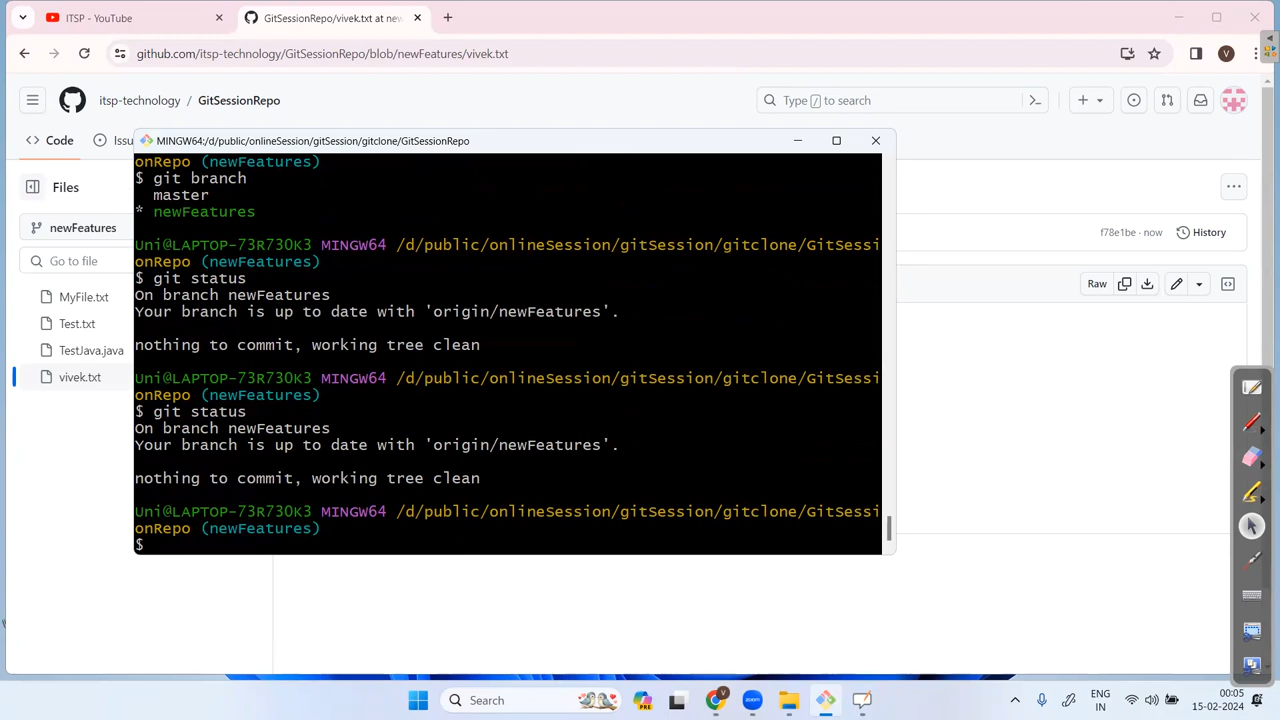 ITSP - YouTube
GitSessionRepo/vivek.txt at new
github.com/itsp-technology/GitSessionRepo/blob/newFeatures/vivek.txt
V
itsp-technology / GitSessionRepo
Type / to search
<> Code
Issu
MINGW64:/d/public/onlineSession/gitSession/gitclone/GitSessionRepo
Files
newFeatures
f78e1be · now
History
Go to file
Raw
MyFile.txt
Test.txt
TestJava.java
vivek.txt
onRepo (newFeatures)
$ git branch
master
* newFeatures
Uni@LAPTOP-73R73OK3 MINGW64 /d/public/onlineSession/gitSession/gitclone/GitSessi
onRepo (newFeatures)
$ git status
On branch newFeatures
Your branch is up to date with 'origin/newFeatures'.
nothing to commit, working tree clean
Uni@LAPTOP-73R73OK3 MINGW64 /d/public/onlineSession/gitSession/gitclone/GitSessi
onRepo (newFeatures)
$ git status
On branch newFeatures
Your branch is up to date with 'origin/newFeatures'.
nothing to commit, working tree clean
Uni@LAPTOP-73R73OK3 MINGW64 /d/public/onlineSession/gitSession/gitclone/GitSessi
onRepo (newFeatures)
$
Search
PRE
V
ENG
IN
00:05
15-02-2024